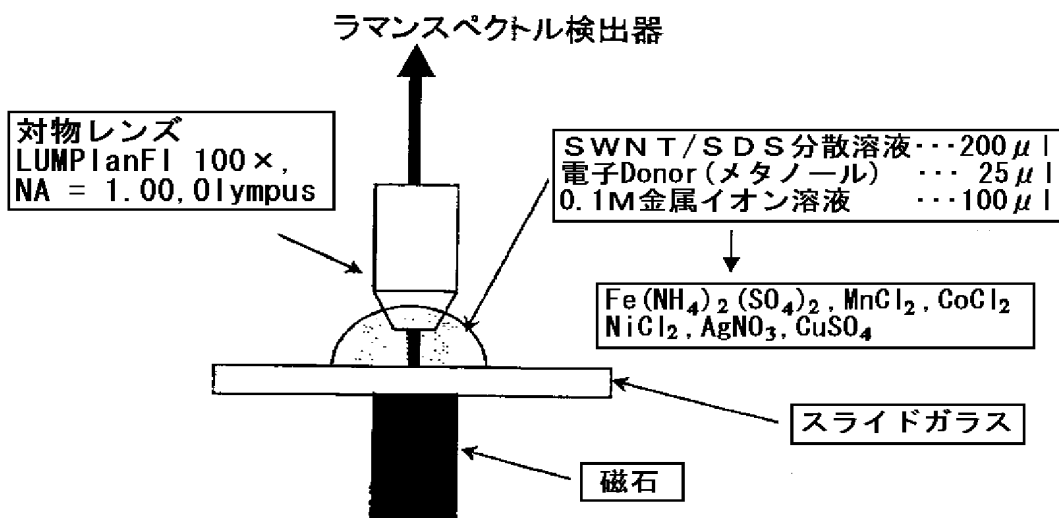 ラマンスペクトル検出器
対物レンズ
LUMPlanFl 100×,
NA = 1.00,Olympus
SWNT/SDS分散溶液···200μl
電子Donor(メタノール) ··· 25μl
0.1M金属イオン溶液 ···100μl
Fe(NH₄)₂(SO₄)₂,MnCl₂,CoCl₂
NiCl₂,AgNO₃,CuSO₄
スライドガラス
磁石